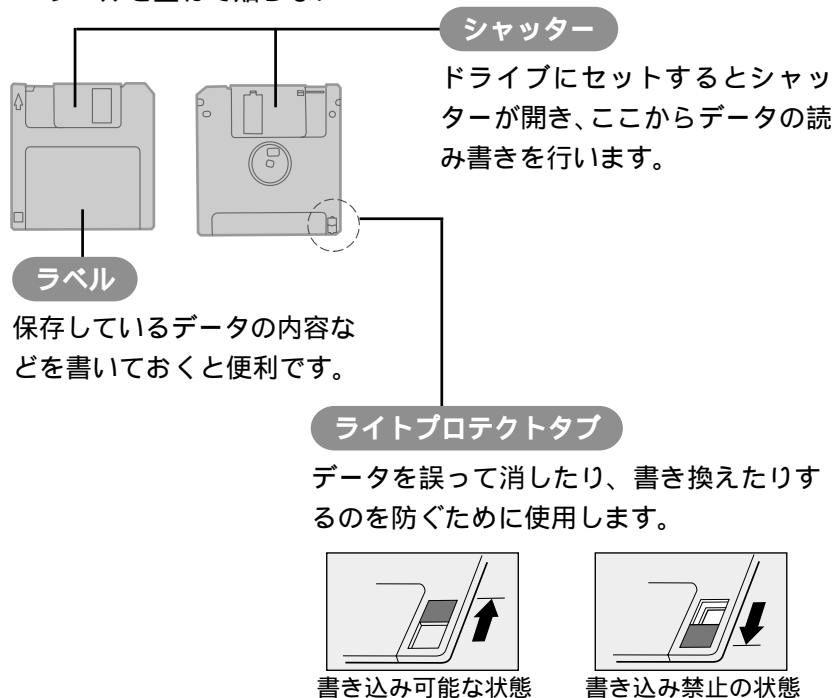 シャッター
ドライブにセットするとシャッ
ターが開き、ここからデータの読
み書きを行います。
ラベル
保存しているデータの内容な
どを書いておくと便利です。
ライトプロテクトタブ
データを誤って消したり、書き換えたりす
るのを防ぐために使用します。
書き込み可能な状態
書き込み禁止の状態